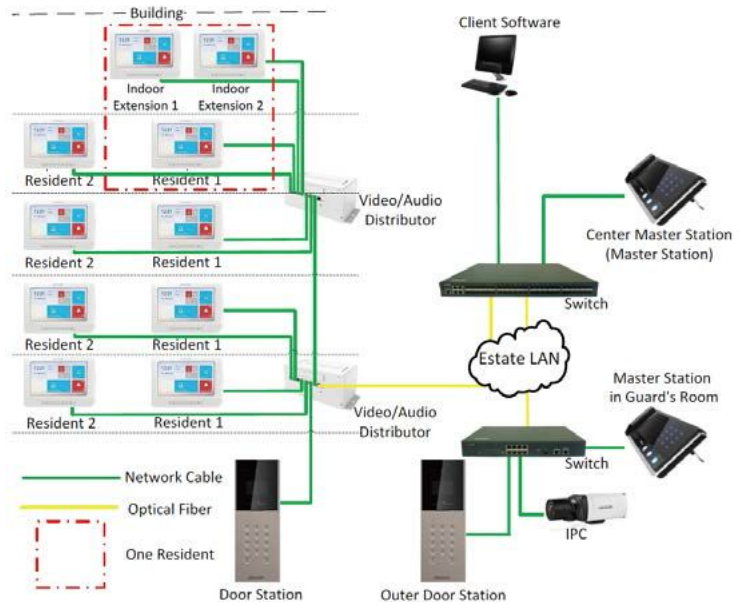 Building
Client Software
Indoor
Extension 1
Indoor
Extension 2
Resident 2
Resident 1
Video/Audio
Distributor
Center Master Station
(Master Station)
Resident 2
Resident 1
Switch
Estate LAN
Resident 2
Resident 1
Master Station
in Guard's Room
Resident 2
Resident 1
Video/Audio
Distributor
Switch
Network Cable
Optical Fiber
IPC
One Resident
Door Station
Outer Door Station